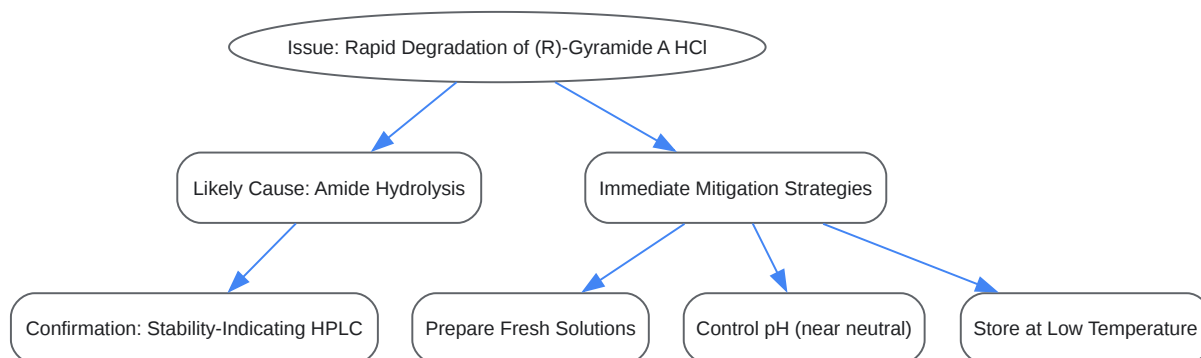 Issue: Rapid Degradation of (R)-Gyramide A HCl
Likely Cause: Amide Hydrolysis
Immediate Mitigation Strategies
Confirmation: Stability-Indicating HPLC
Prepare Fresh Solutions
Control pH (near neutral)
Store at Low Temperature